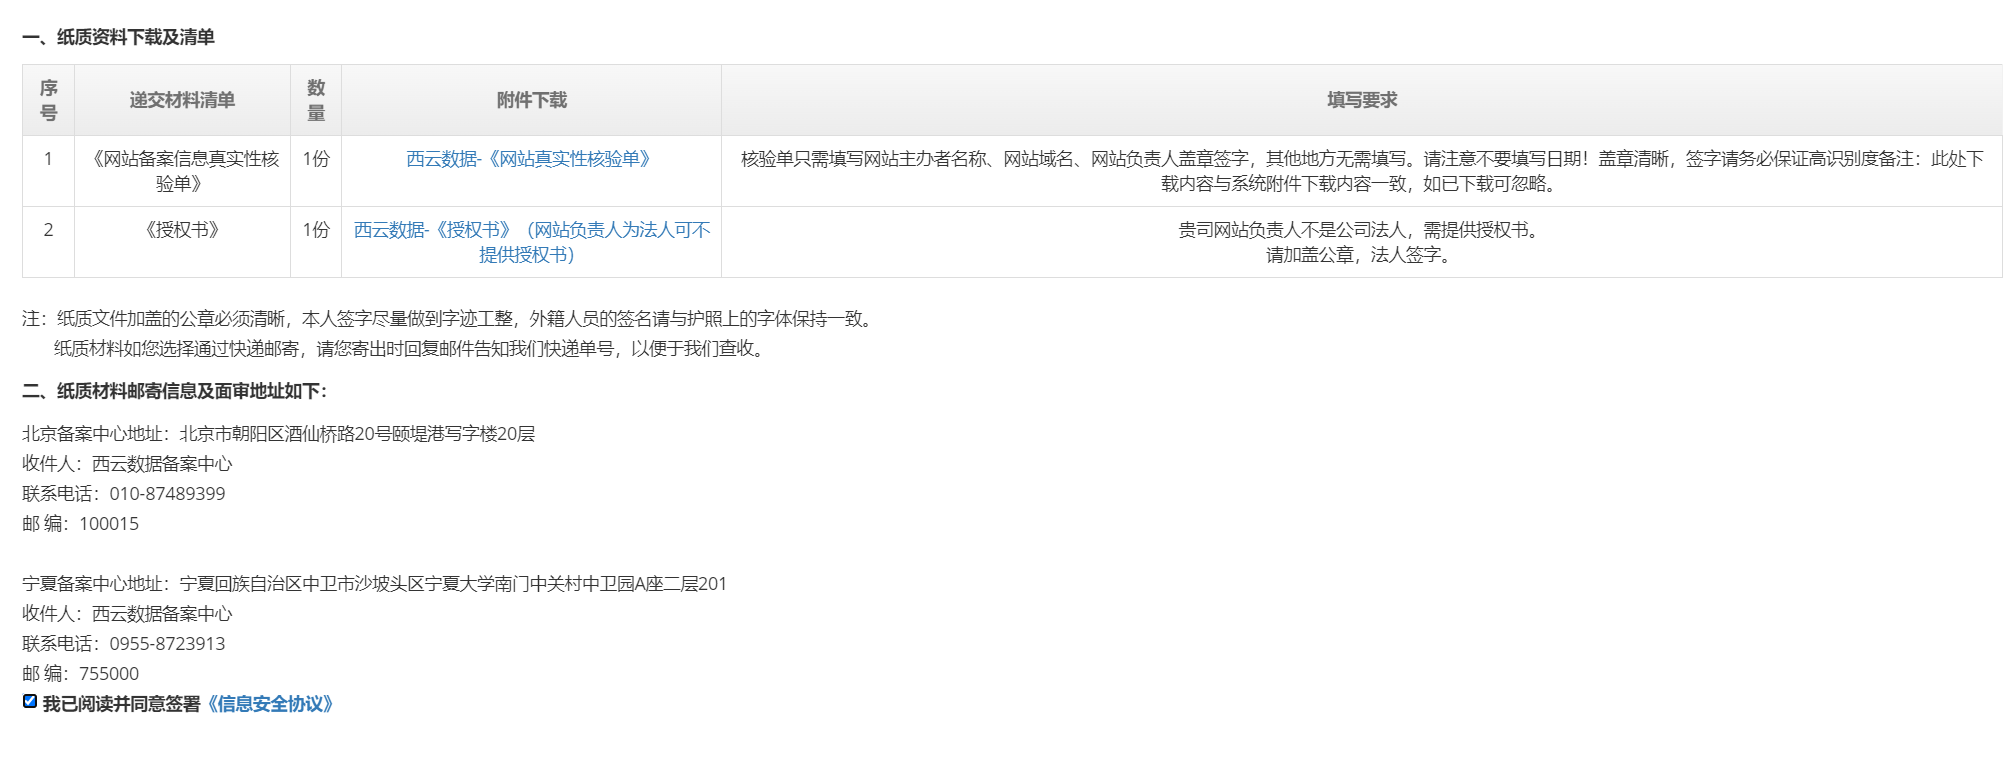 一、纸质资料下载及清单
序号 递交材料清单 数量 附件下载 填写要求
1 《网站备案信息真实性核验单》 1份 西云数据-《网站真实性核验单》 核验单只需填写网站主办者名称、网站域名、网站负责人盖章签字，其他地方无需填写。请注意不要填写日期！盖章清晰，签字请务必保证高识别度备注：此处下载内容与系统附件下载内容一致，如已下载可忽略。
2 《授权书》 1份 西云数据-《授权书》（网站负责人为法人可不提供授权书） 贵司网站负责人不是公司法人，需提供授权书。
请加盖公章，法人签字。
注：纸质文件加盖的公章必须清晰，本人签字尽量做到字迹工整，外籍人员的签名请与护照上的字体保持一致。
纸质材料如您选择通过快递邮寄，请您寄出时回复邮件告知我们快递单号，以便于我们查收。
二、纸质材料邮寄信息及面审地址如下：
北京备案中心地址：北京市朝阳区酒仙桥路20号颐堤港写字楼20层
收件人：西云数据备案中心
联系电话：010-87489399
邮 编：100015
宁夏备案中心地址：宁夏回族自治区中卫市沙坡头区宁夏大学南门中关村中卫园A座二层201
收件人：西云数据备案中心
联系电话：0955-8723913
邮 编：755000
我已阅读并同意签署《信息安全协议》